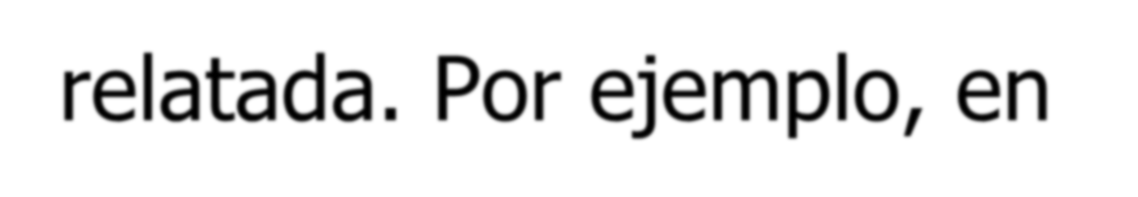 relatada. Por ejemplo, en